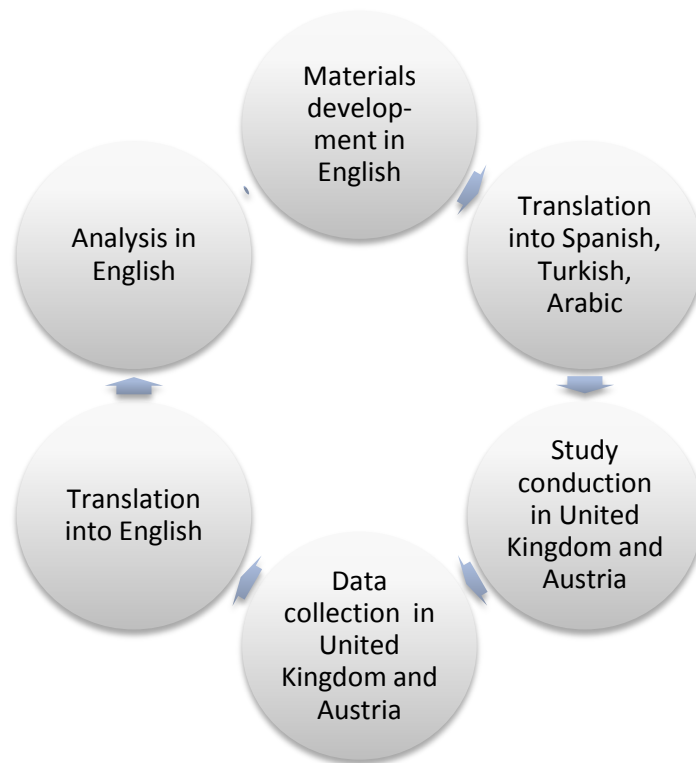 Materials
develop-
ment in
English
Translation
into Spanish,
Turkish,
Arabic
Study
conduction
in United
Kingdom and
Austria
Data
collection in
United
Kingdom and
Austria
Translation
into English
Analysis in
English